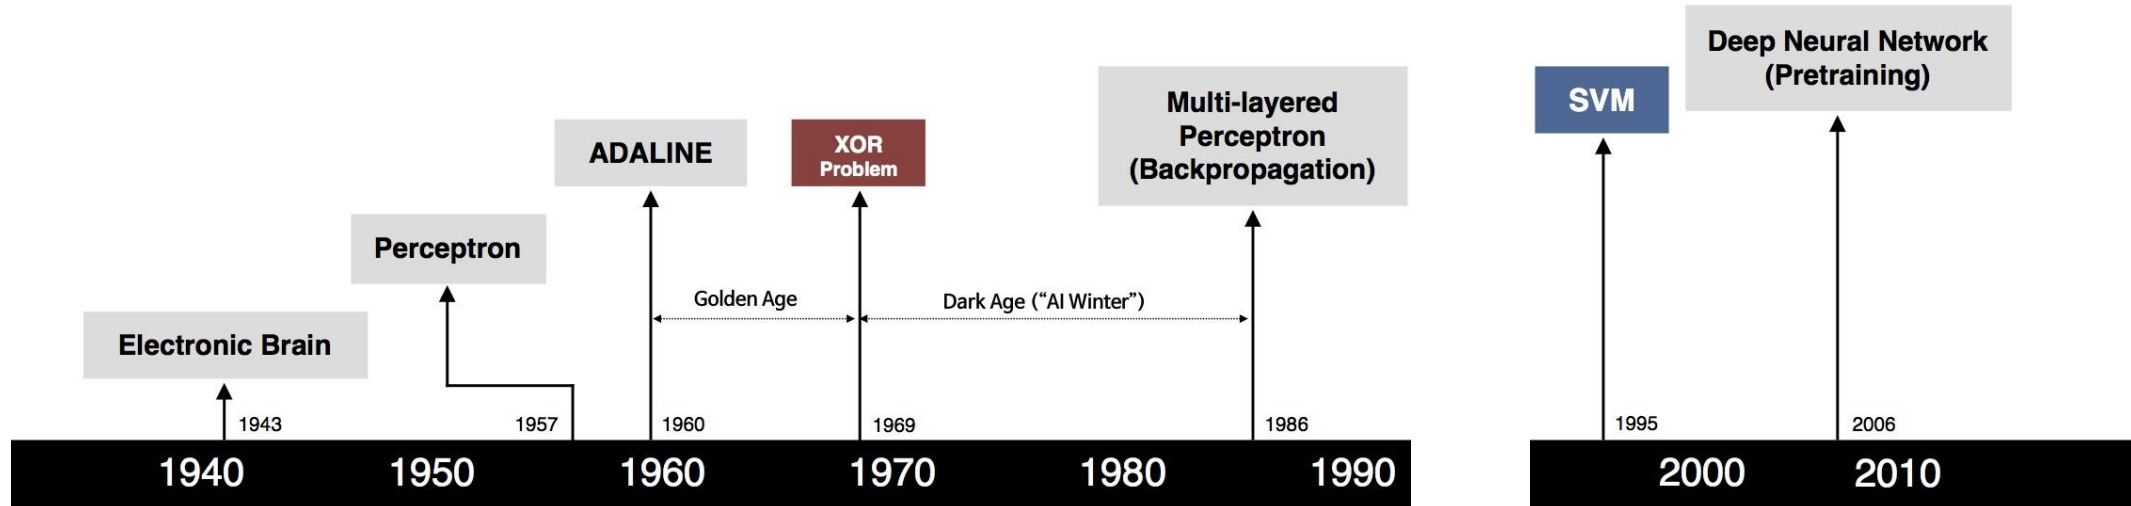 Electronic Brain
1943
Perceptron
1957
ADALINE
1960
Golden Age
XOR
Problem
1969
Dark Age (“AI Winter”)
Multi-layered
Perceptron
(Backpropagation)
1986
SVM
1995
Deep Neural Network
(Pretraining)
2006
1940 1950 1960 1970 1980 1990 2000 2010